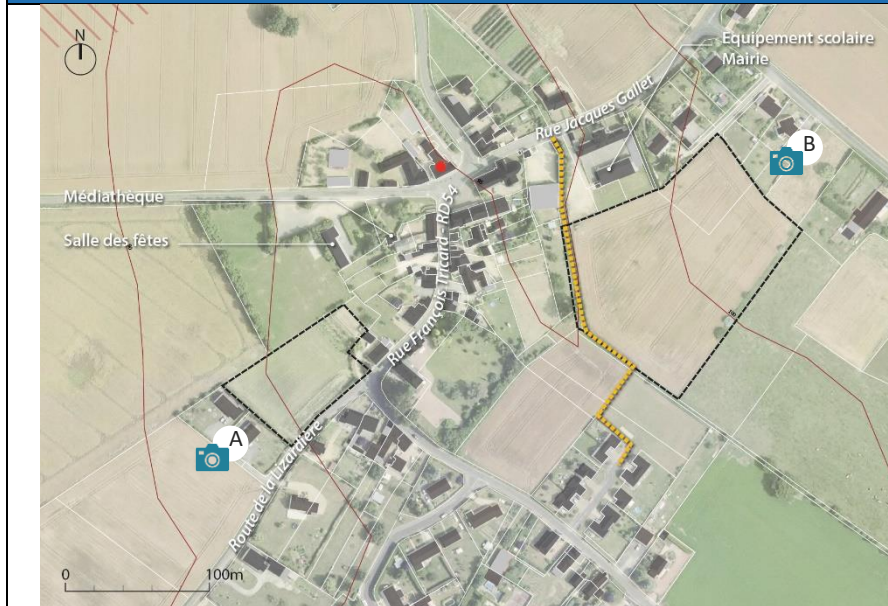 N
Equipement scolaire
Mairie
Rue Jacques Gallet
B
Médiathèque
Salle des fêtes
Rue François Tricard - RD54
A
Route de la Lizardière
0
100m